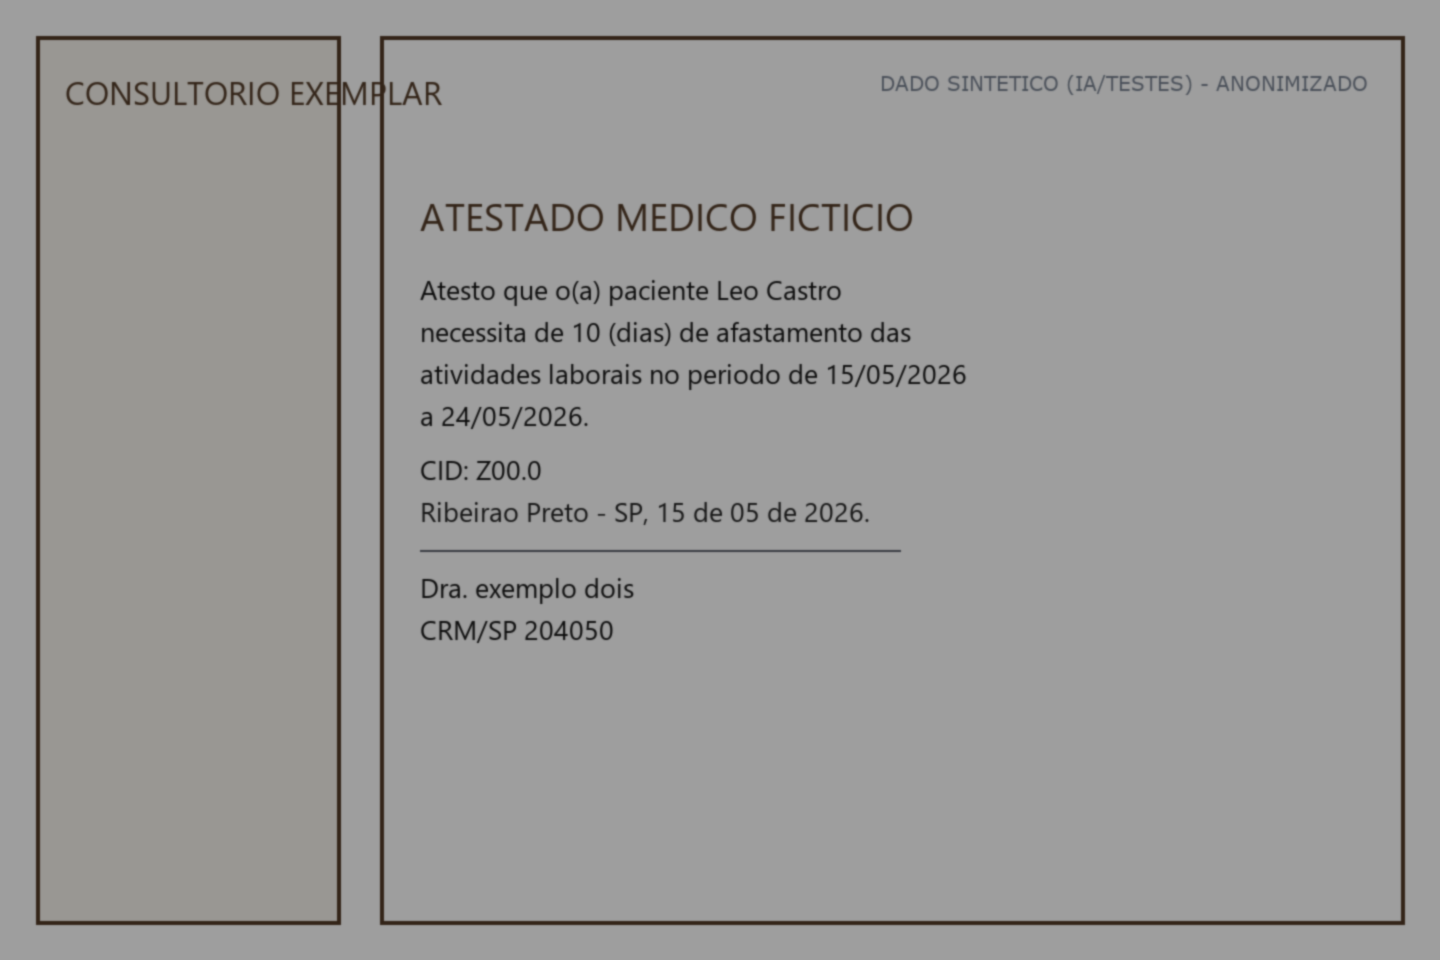 CONSULTORIO EXEMPLAR
DADO SINTETICO (IA/TESTES) - ANONIMIZADO
ATESTADO MEDICO FICTICIO
Atesto que o(a) paciente Leo Castro
necessita de 10 (dias) de afastamento das
atividades laborais no periodo de 15/05/2026
a 24/05/2026.
CID: Z00.0
Ribeirao Preto - SP, 15 de 05 de 2026.
Dra. exemplo dois
CRM/SP 204050